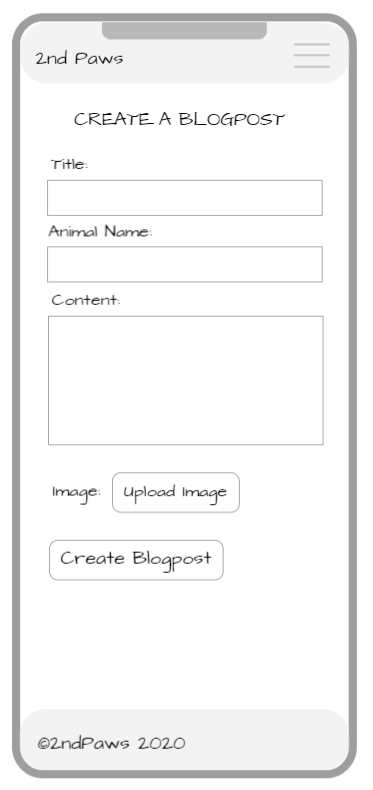 2nd Paws
CREATE A BLOGPOST
Title:
Animal Name:
Content:
Image: Upload Image
Create Blogpost
©2ndPaws 2020